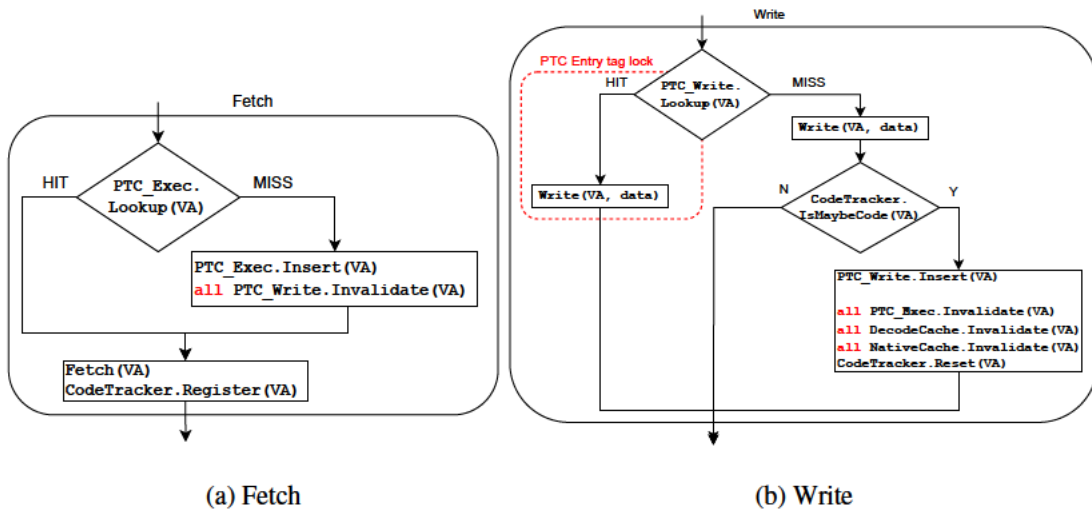 Fetch
PTC_Exec.
Lookup(VA)
HIT
MISS
PTC_Exec.Insert(VA)
all PTC_Write.Invalidate(VA)
Fetch(VA)
CodeTracker.Register(VA)
(a) Fetch
Write
PTC Entry tag lock
PTC_Write.
Lookup(VA)
HIT
MISS
Write(VA, data)
Write(VA, data)
CodeTracker.
IsMaybeCode(VA)
N
Y
PTC_Write.Insert(VA)
all PTC_Exec.Invalidate(VA)
all DecodeCache.Invalidate(VA)
all NativeCache.Invalidate(VA)
CodeTracker.Reset(VA)
(b) Write